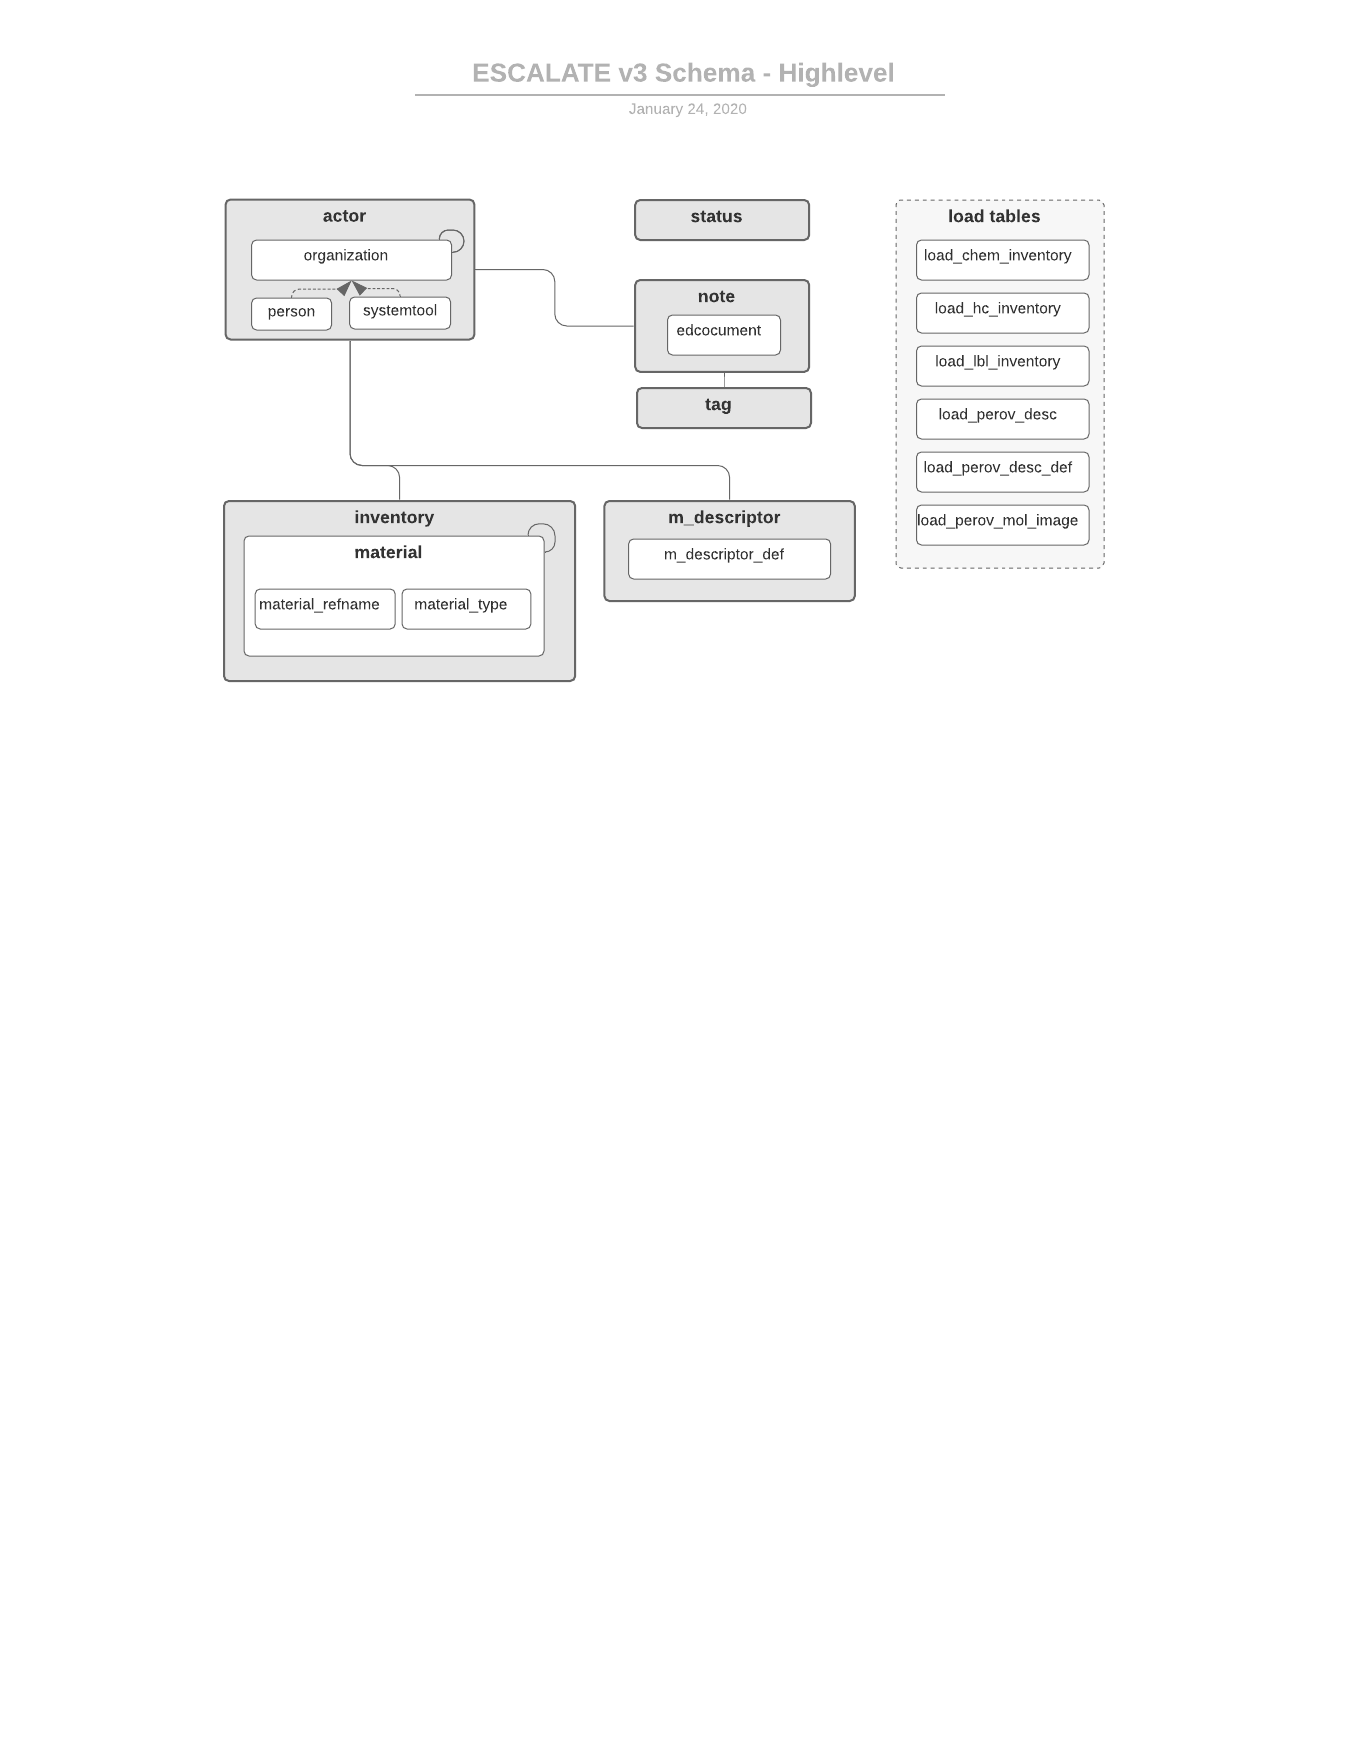 ESCALATE v3 Schema - Highlevel
January 24, 2020
actor
organization
person
systemtool
status
note
edcocument
tag
inventory
material
material_refname
material_type
m_descriptor
m_descriptor_def
load tables
load_chem_inventory
load_hc_inventory
load_lbl_inventory
load_perov_desc
load_perov_desc_def
load_perov_mol_image